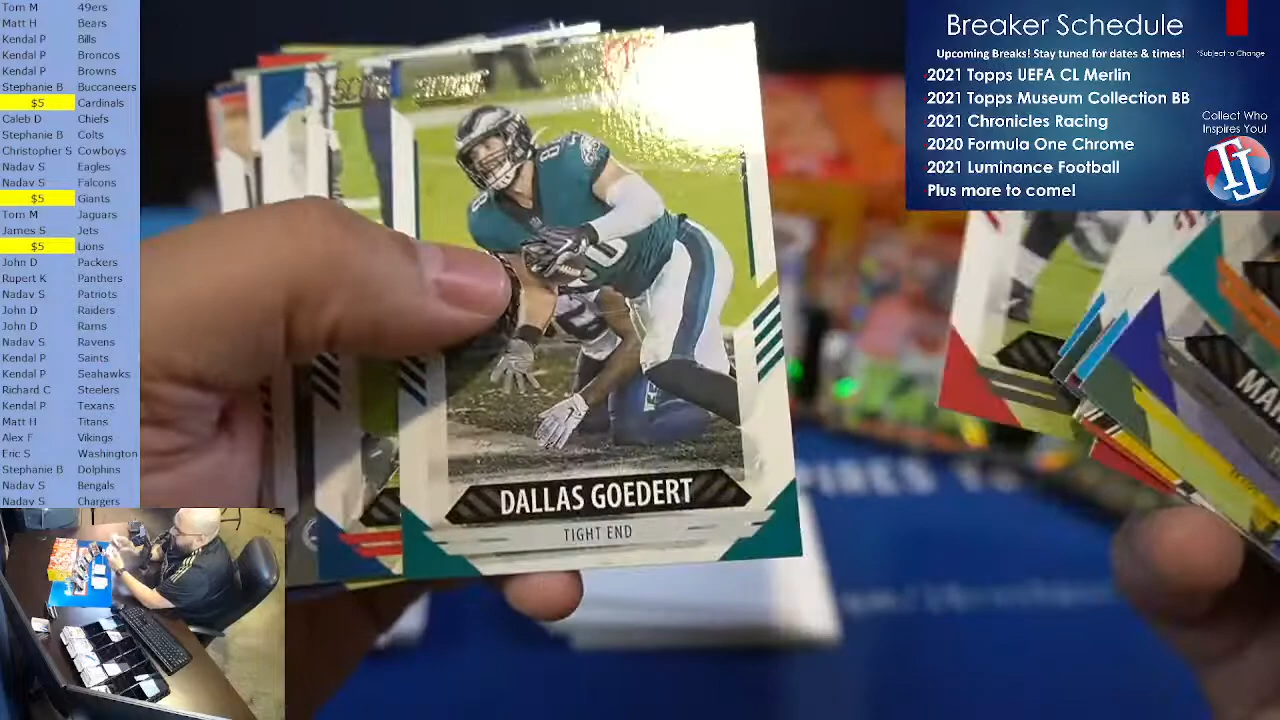 Tom M 49ers
Matt H Bears
Kendal P Bills
Kendal P Broncos
Kendal P Browns
Stephanie B Buccaneers
$5 Cardinals
Caleb D Chiefs
Stephanie B Colts
Christopher S Cowboys
Nadav S Eagles
Nadav S Falcons
$5 Giants
Tom M Jaguars
James S Jets
$5 Lions
John D Packers
Rupert K Panthers
Nadav S Patriots
John D Raiders
John D Rams
Nadav S Ravens
Kendal P Saints
Kendal P Seahawks
Richard C Steelers
Kendal P Texans
Matt H Titans
Alex F Vikings
Eric S Washington
Stephanie B Dolphins
Nadav S Bengals
Nadav S Chargers
DALLAS GOEDERT
TIGHT END
Breaker Schedule
Upcoming Breaks! Stay tuned for dates & times! *Subject to Change
2021 Topps UEFA CL Merlin
2021 Topps Museum Collection BB
2021 Chronicles Racing
2020 Formula One Chrome
2021 Luminance Football
Plus more to come!
Collect Who
Inspires You!